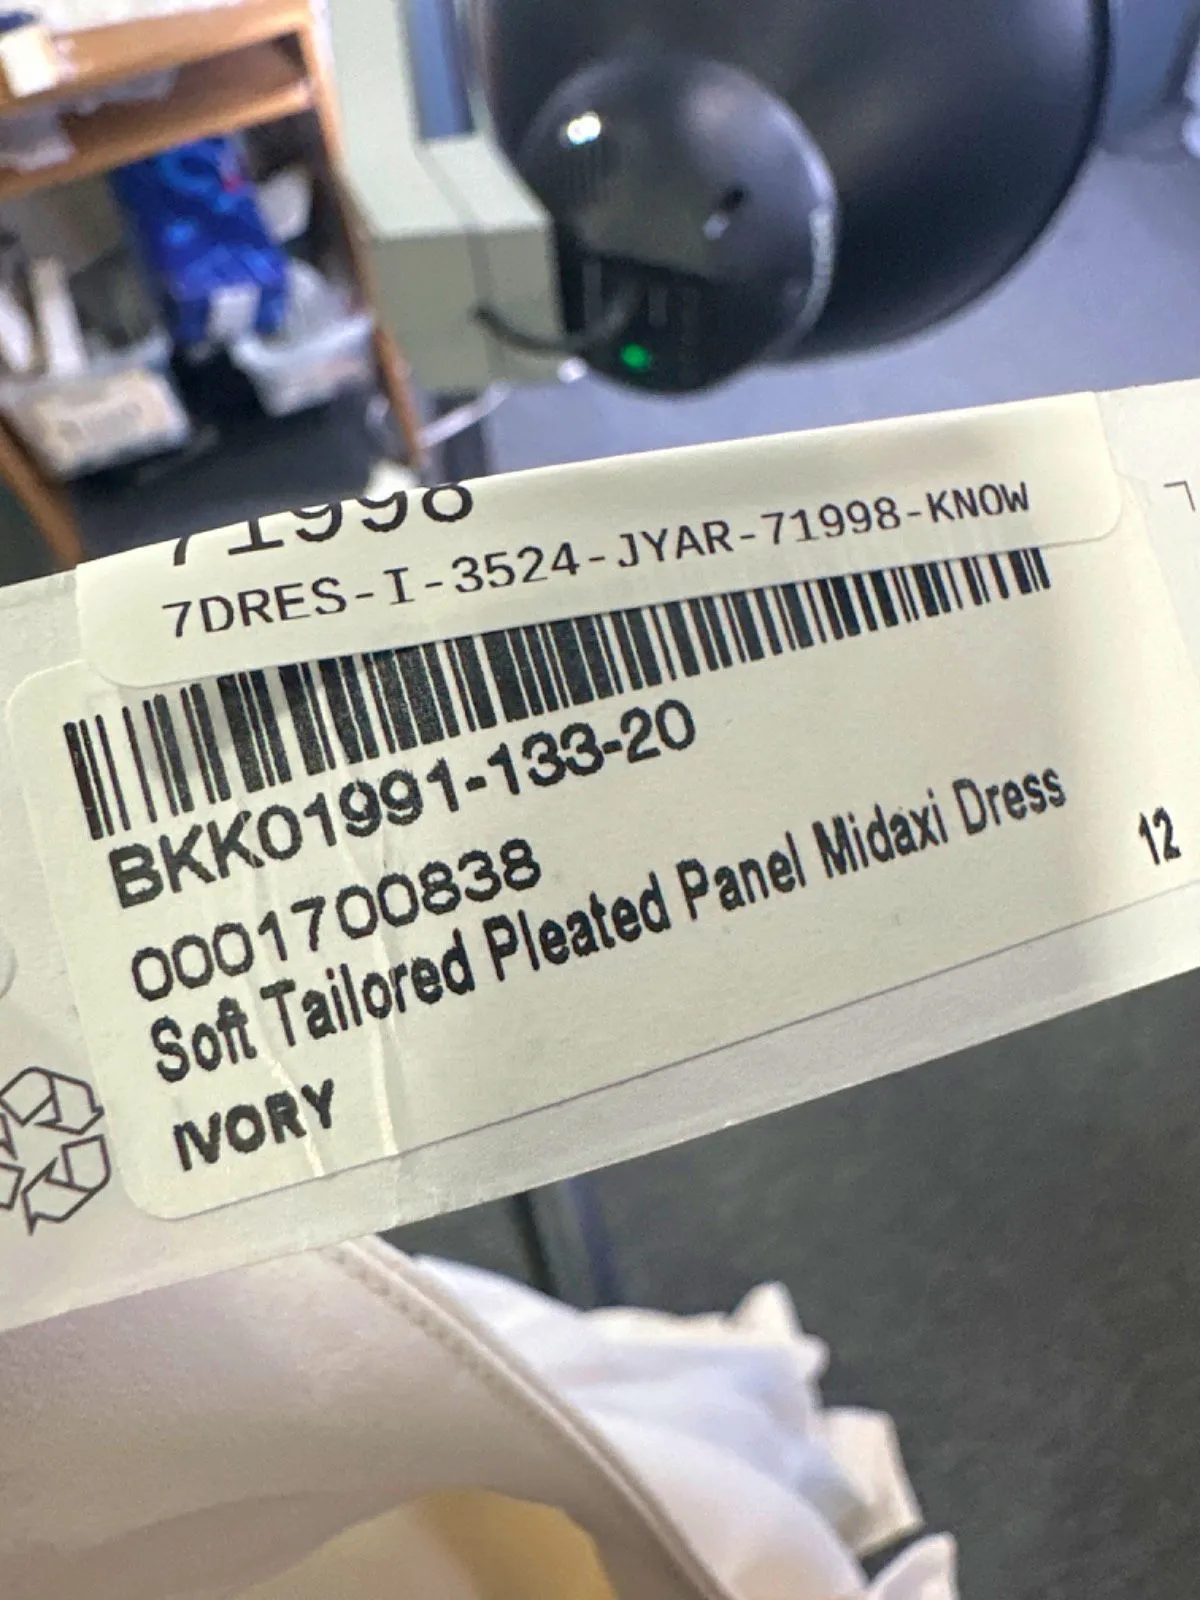 71998
7DRES-I-3524-JYAR-71998-KNOW
BKK01991-133-20
0001700838
Soft Tailored Pleated Panel Midaxi Dress
12
IVORY